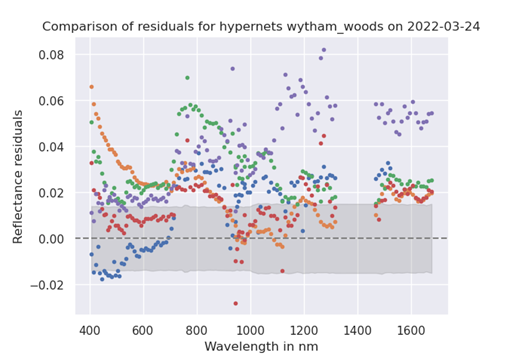 Comparison of residuals for hypernets wytham_woods on 2022-03-24
0.08
0.06
0.04
0.02
0.00
−0.02
Reflectance residuals
400 600 800 1000 1200 1400 1600
Wavelength in nm